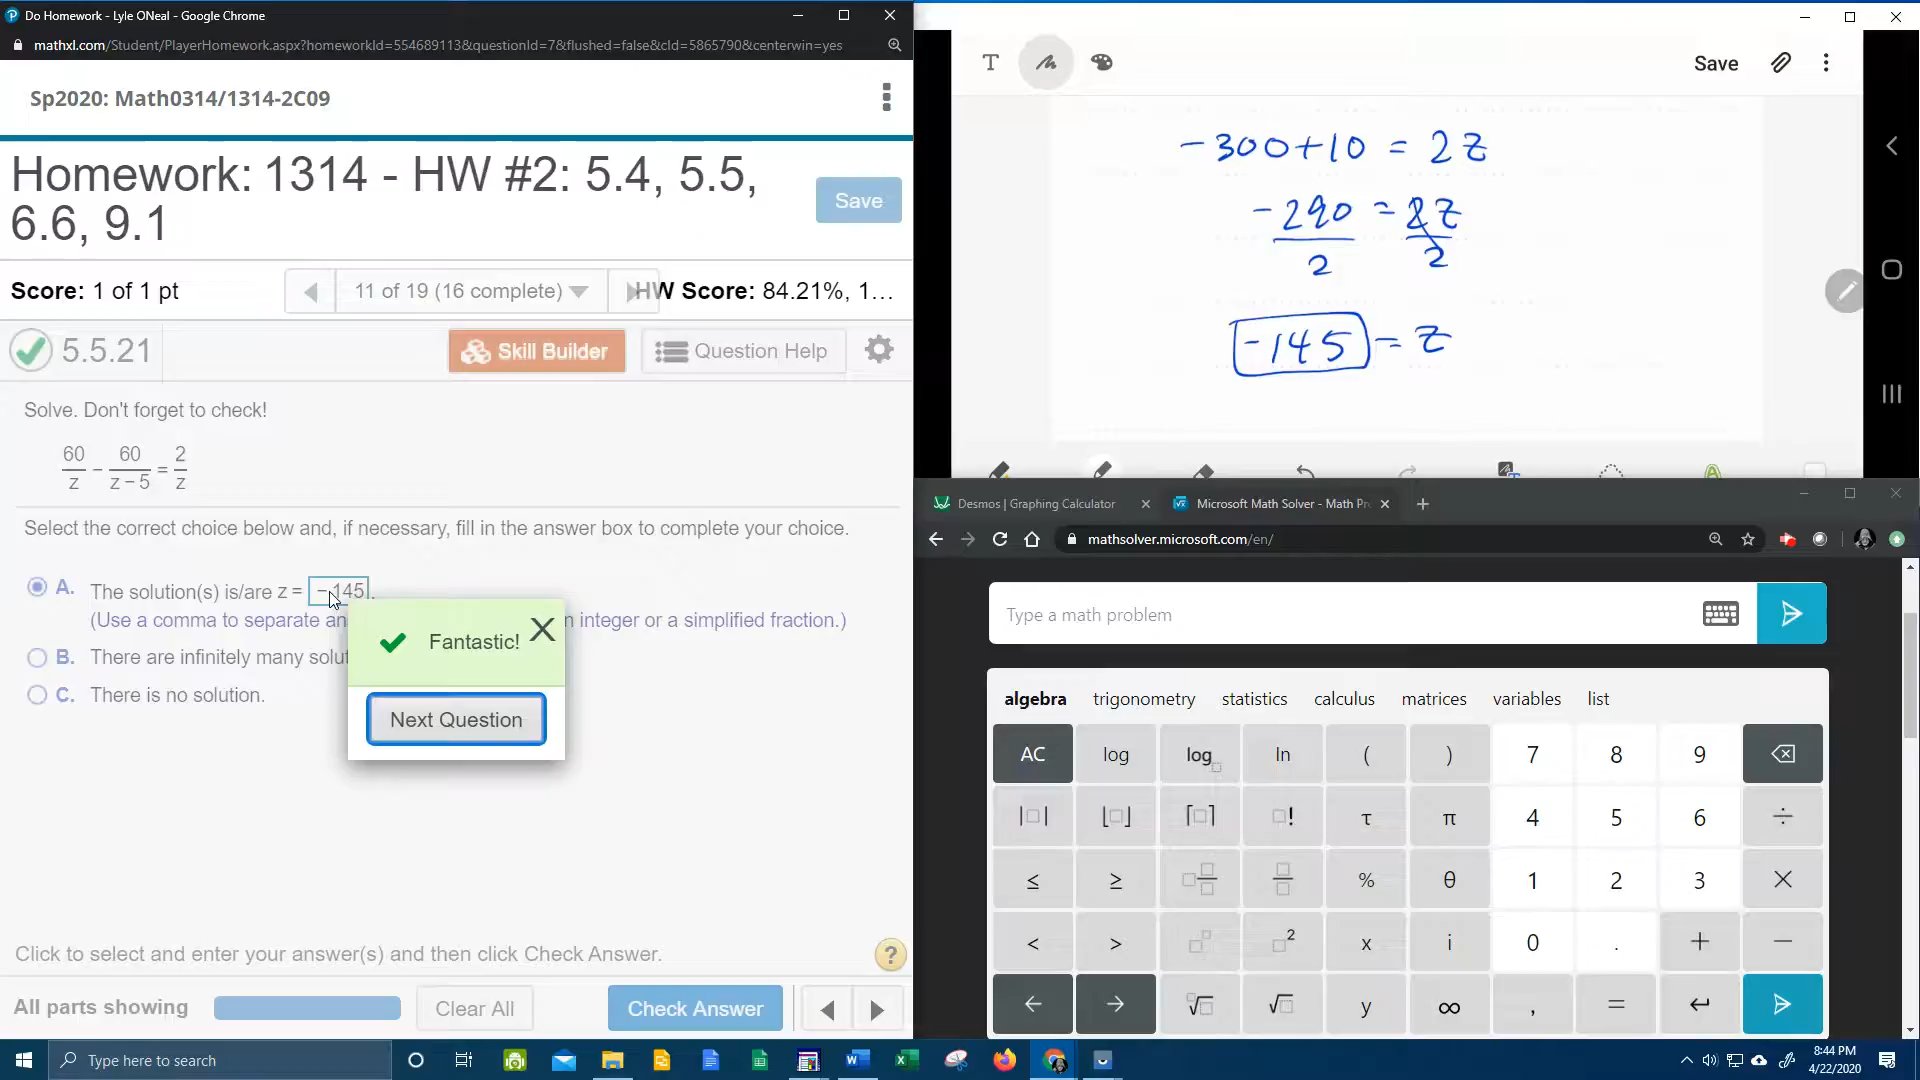 Do Homework - Lyle ONeal - Google Chrome
mathxl.com/Student/PlayerHomework.aspx?homeworkId=554689113&questionId=7&flushed=false&cId=5865790&centerwin=yes
Sp2020: Math0314/1314-2C09
Homework: 1314 - HW #2: 5.4, 5.5,
6.6, 9.1
Save
Score: 1 of 1 pt
11 of 19 (16 complete)
HW Score: 84.21%, 1...
5.5.21
Skill Builder
Question Help
Solve. Don't forget to check!
60/z − 60/(z − 5) = 2/z
Select the correct choice below and, if necessary, fill in the answer box to complete your choice.
A. The solution(s) is/are z = −145.
(Use a comma to separate an
n integer or a simplified fraction.)
B. There are infinitely many solut
C. There is no solution.
Fantastic!
Next Question
Click to select and enter your answer(s) and then click Check Answer.
?
All parts showing
Clear All
Check Answer
T
Save
-300+10 = 2z
-290/2 = 2z/2
-145 = z
Desmos | Graphing Calculator
Microsoft Math Solver - Math Pr
mathsolver.microsoft.com/en/
Type a math problem
algebra trigonometry statistics calculus matrices variables list
AC log log□ ln ( ) 7 8 9
|□| ⌊□⌋ ⌈□⌉ □! τ π 4 5 6 ÷
≤ ≥ □□/□ □/□ % θ 1 2 3 ×
< > □^□ □² x i 0 . + −
← → □√□ √□ y ∞ , = ↵
Type here to search
8:44 PM
4/22/2020